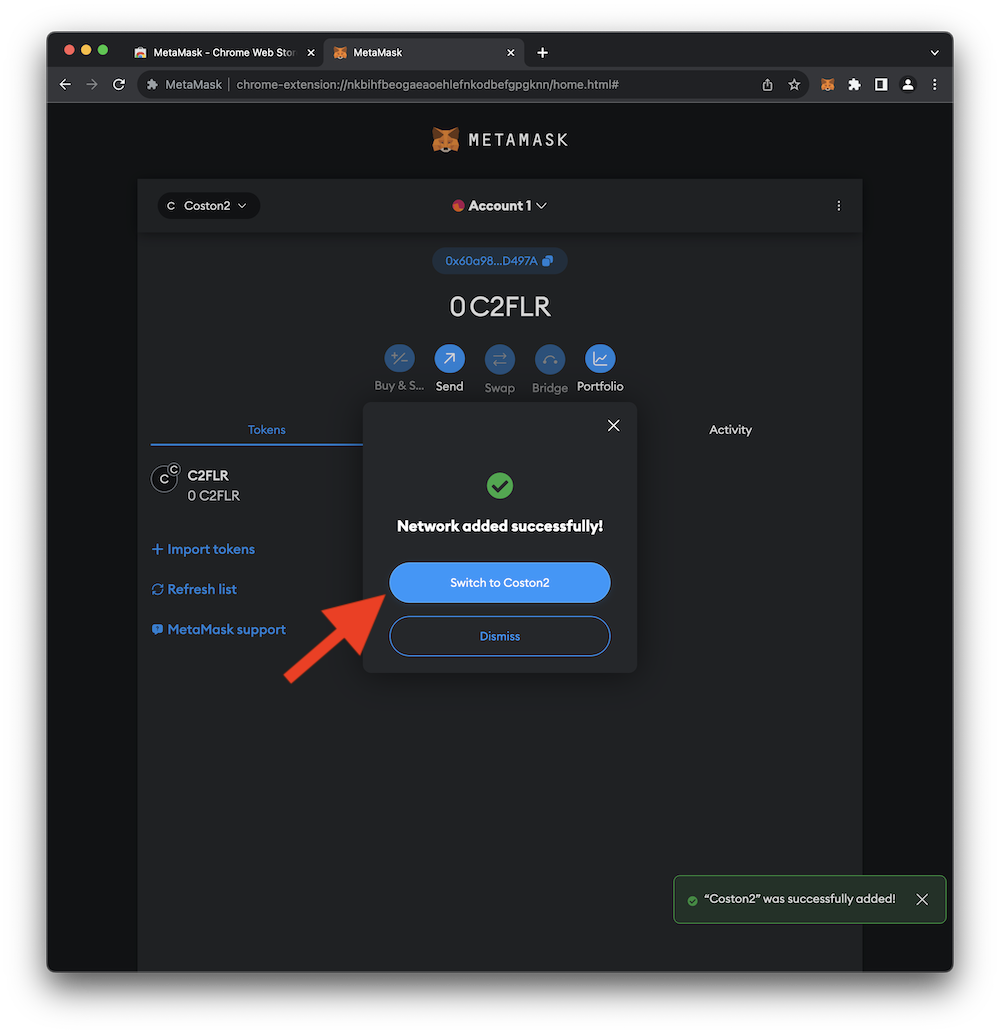 MetaMask - Chrome Web Stor
MetaMask
MetaMask
chrome-extension://nkbihfbeogaeaoehlefnkodbefgpgknn/home.html#
METAMASK
C Coston2
Account 1
0x60a98...D497A
0 C2FLR
Buy & S...
Send
Swap
Bridge
Portfolio
Tokens
Activity
C
C
C2FLR
0 C2FLR
Network added successfully!
+ Import tokens
Switch to Coston2
Refresh list
MetaMask support
Dismiss
“Coston2” was successfully added!